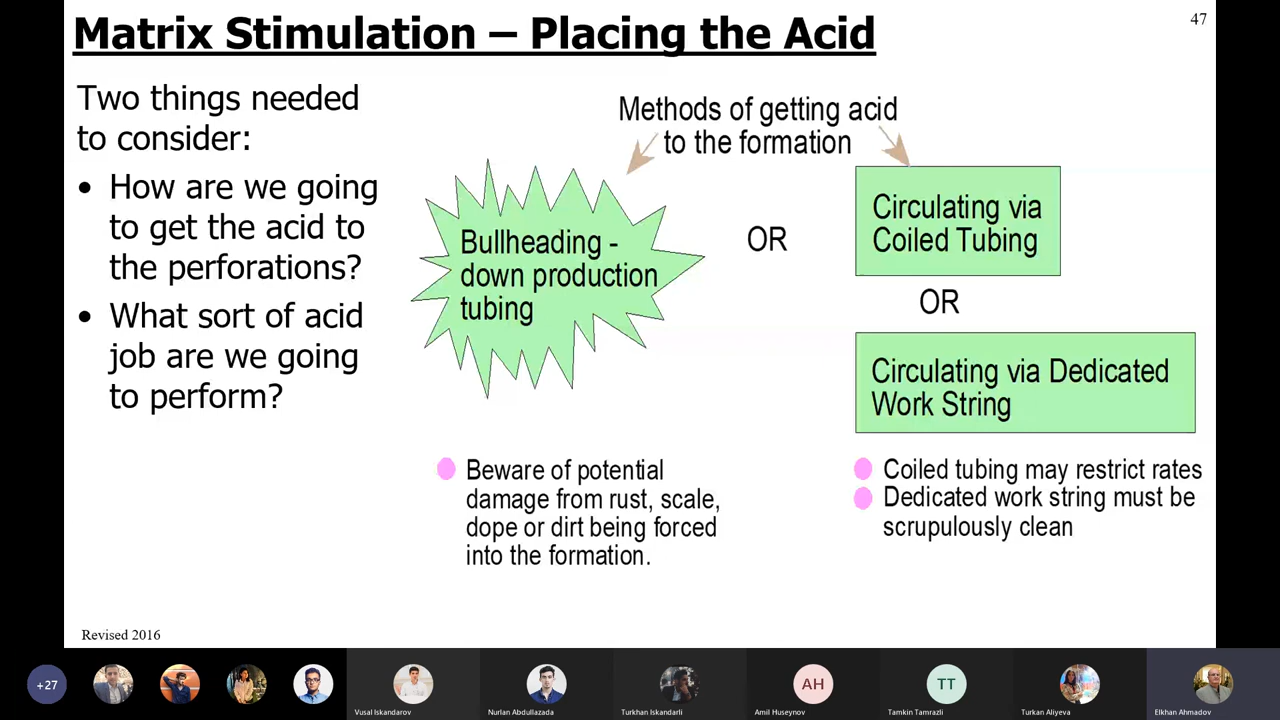 Matrix Stimulation – Placing the Acid
47
Two things needed
to consider:
• How are we going
to get the acid to
the perforations?
• What sort of acid
job are we going
to perform?
Methods of getting acid
to the formation
Bullheading -
down production
tubing
OR
Circulating via
Coiled Tubing
OR
Circulating via Dedicated
Work String
Beware of potential
damage from rust, scale,
dope or dirt being forced
into the formation.
Coiled tubing may restrict rates
Dedicated work string must be
scrupulously clean
Revised 2016
+27
Vusal Iskandarov
Nurlan Abdullazada
Turkhan Iskandarli
AH
Amil Huseynov
TT
Tamkin Tamrazli
Turkan Aliyeva
Elkhan Ahmadov